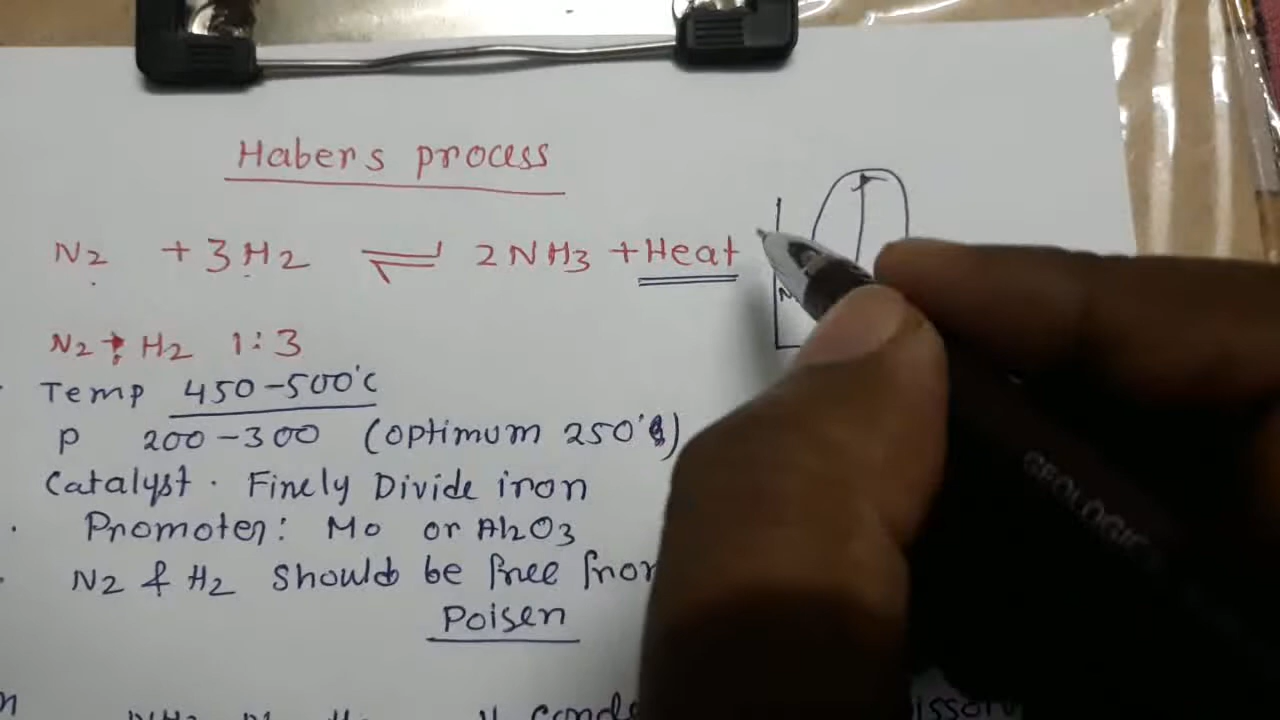 Habers process
N2 + 3H2 ⇌ 2NH3 + Heat
N2 : H2 1:3
Temp 450-500°C
P 200-300 (optimum 250's)
Catalyst. Finely Divide iron
Promoter: Mo or Al2O3
N2 & H2 should be free from
Poisen
GEOLOGIC